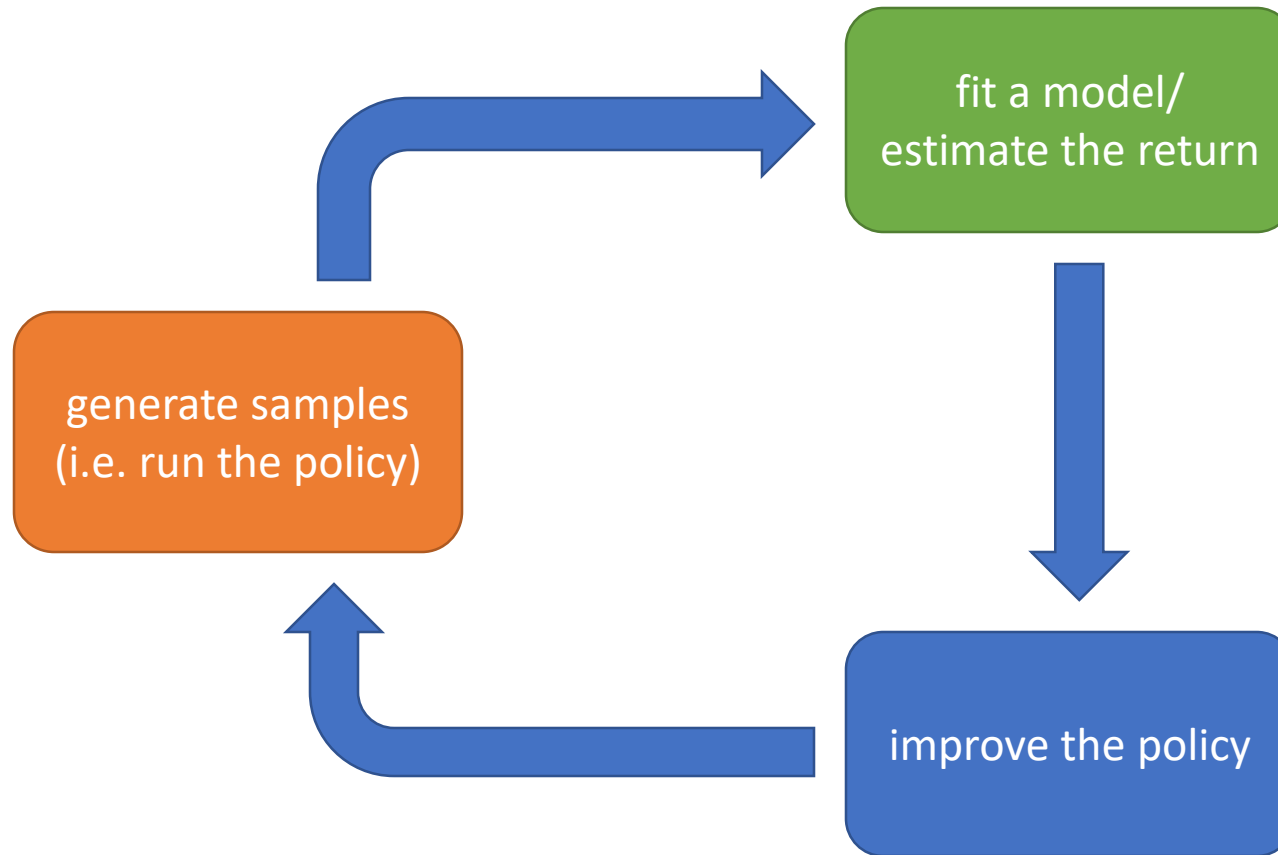 fit a model/
estimate the return
generate samples
(i.e. run the policy)
improve the policy